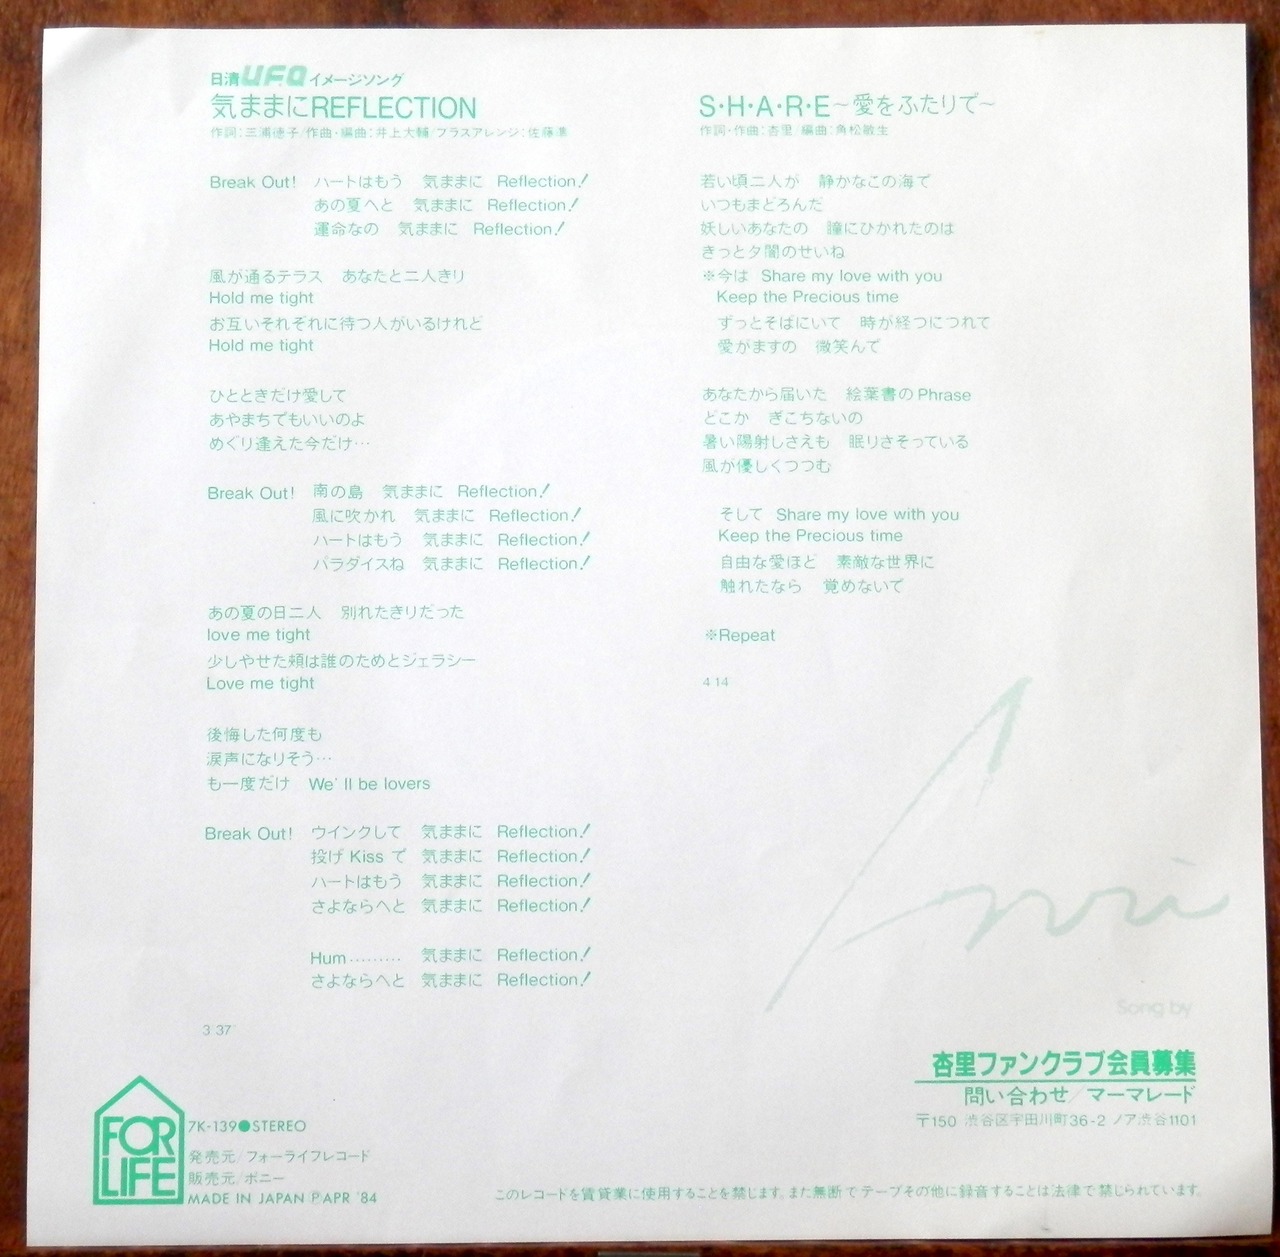 日清UFOイメージソング
気ままにREFLECTION
作詞:三浦徳子/作曲・編曲:井上大輔/ブラスアレンジ:佐藤準
Break Out! ハートはもう 気ままに Reflection!
あの夏へと 気ままに Reflection!
運命なの 気ままに Reflection!
風が通るテラス あなたと二人きり
Hold me tight
お互いそれぞれに待つ人がいるけれど
Hold me tight
ひとときだけ愛して
あやまちでもいいのよ
めぐり逢えた今だけ…
Break Out! 南の島 気ままに Reflection!
風に吹かれ 気ままに Reflection!
ハートはもう 気ままに Reflection!
パラダイスね 気ままに Reflection!
あの夏の日二人 別れたきりだった
love me tight
少しやせた頬は誰のためとジェラシー
Love me tight
後悔した何度も
涙声になりそう…
も一度だけ We'll be lovers
Break Out! ウインクして 気ままに Reflection!
投げ Kiss で 気ままに Reflection!
ハートはもう 気ままに Reflection!
さよならへと 気ままに Reflection!
Hum……… 気ままに Reflection!
さよならへと 気ままに Reflection!
3 37
S・H・A・R・E〜愛をふたりで〜
作詞・作曲:杏里/編曲:角松敏生
若い頃二人が 静かなこの海で
いつもまどろんだ
妖しいあなたの 瞳にひかれたのは
きっと夕闇のせいね
※今は Share my love with you
Keep the Precious time
ずっとそばにいて 時が経つにつれて
愛がますの 微笑んで
あなたから届いた 絵葉書のPhrase
どこか ぎこちないの
暑い陽射しさえも 眠りさそっている
風が優しくつつむ
そして Share my love with you
Keep the Precious time
自由な愛ほど 素敵な世界に
触れたなら 覚めないで
※Repeat
4 14
Anri
Song by
杏里ファンクラブ会員募集
問い合わせ/マーマレード
〒150 渋谷区宇田川町36-2 ノア渋谷1101
FOR
LIFE
7K-139●STEREO
発売元/フォーライフレコード
販売元/ポニー
MADE IN JAPAN ⓅAPR '84
このレコードを賃貸業に使用することを禁じます。また無断でテープその他に録音することは法律で禁じられています。